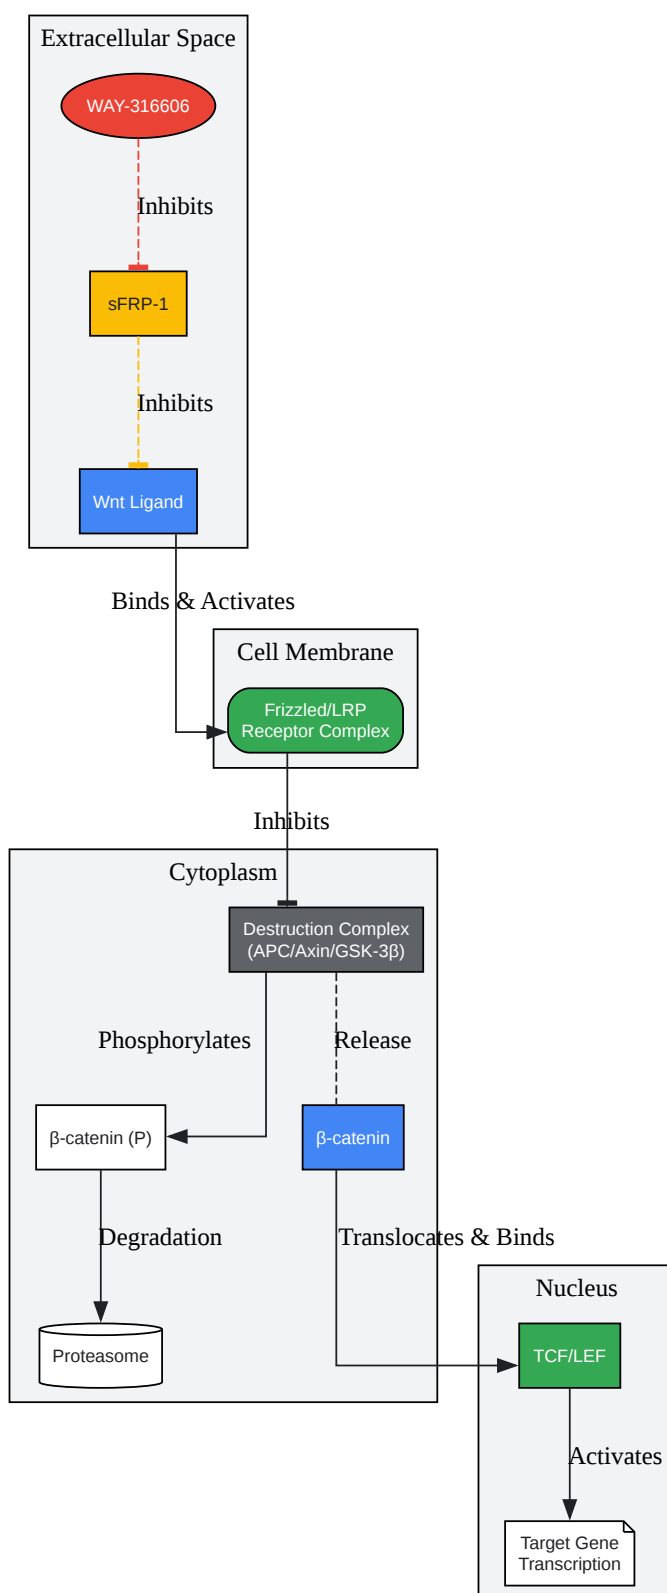 Extracellular Space
WAY-316606
Inhibits
sFRP-1
Inhibits
Wnt Ligand
Binds & Activates
Cell Membrane
Frizzled/LRP
Receptor Complex
Inhibits
Cytoplasm
Destruction Complex
(APC/Axin/GSK-3β)
Phosphorylates
Release
β-catenin (P)
β-catenin
Degradation
Translocates & Binds
Nucleus
Proteasome
TCF/LEF
Activates
Target Gene
Transcription